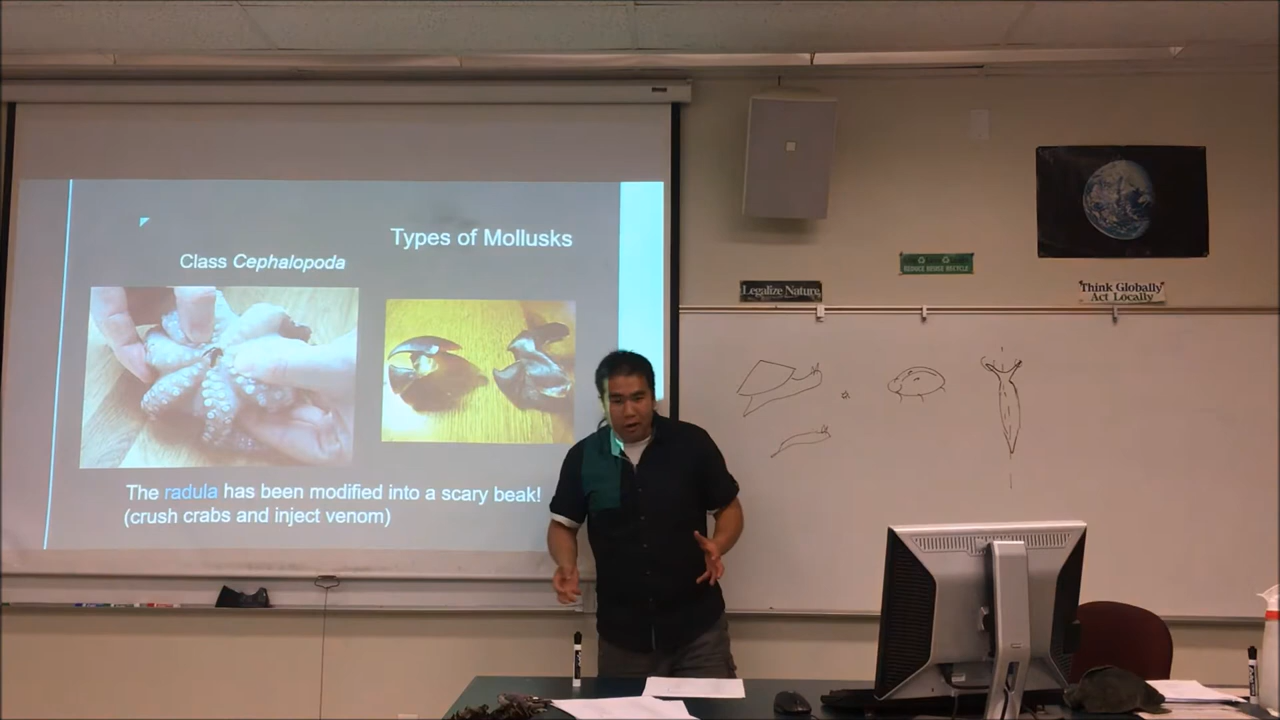 Types of Mollusks
Class Cephalopoda
The radula has been modified into a scary beak!
(crush crabs and inject venom)
Legalize Nature
REDUCE REUSE RECYCLE
Think Globally
Act Locally